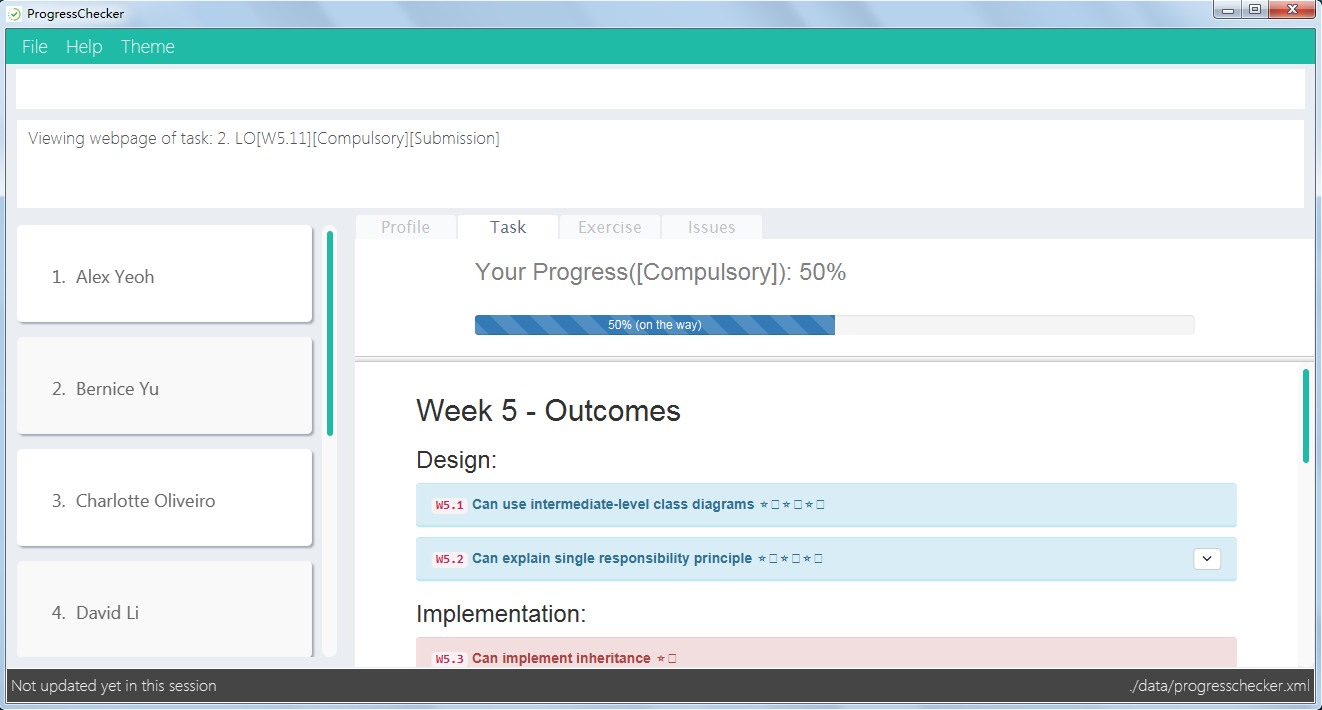 ProgressChecker
File Help Theme
Viewing webpage of task: 2. LO[W5.11][Compulsory][Submission]
1. Alex Yeoh
2. Bernice Yu
3. Charlotte Oliveiro
4. David Li
Profile Task Exercise Issues
Your Progress([Compulsory]): 50%
50% (on the way)
Week 5 - Outcomes
Design:
W5.1 Can use intermediate-level class diagrams ⭐⭐⭐
W5.2 Can explain single responsibility principle ⭐⭐⭐
Implementation:
W5.3 Can implement inheritance ⭐
Not updated yet in this session
./data/progresschecker.xml